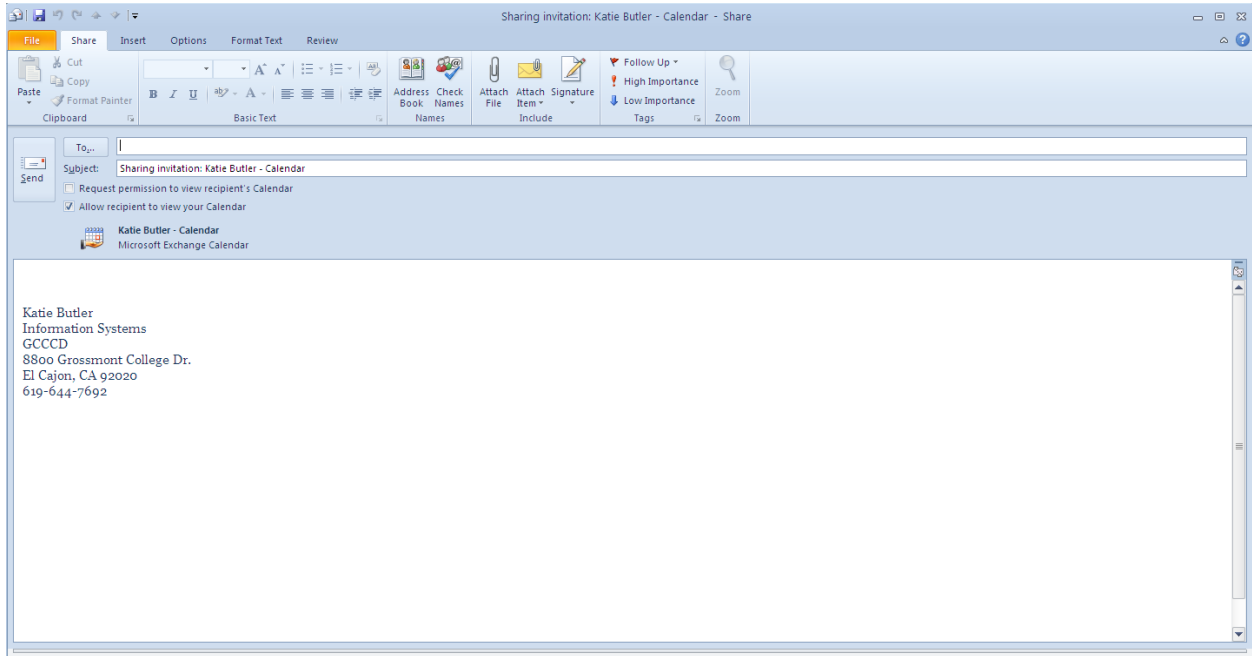 Sharing invitation: Katie Butler - Calendar - Share
File Share Insert Options Format Text Review
Paste
Cut
Copy
Format Painter
Clipboard
B I U
Basic Text
Address Book
Check Names
Names
Attach File
Attach Item
Signature
Include
Follow Up
High Importance
Low Importance
Tags
Zoom
Zoom
Send
To...
Subject: Sharing invitation: Katie Butler - Calendar
Request permission to view recipient's Calendar
Allow recipient to view your Calendar
Katie Butler - Calendar
Microsoft Exchange Calendar
Katie Butler
Information Systems
GCCCD
8800 Grossmont College Dr.
El Cajon, CA 92020
619-644-7692